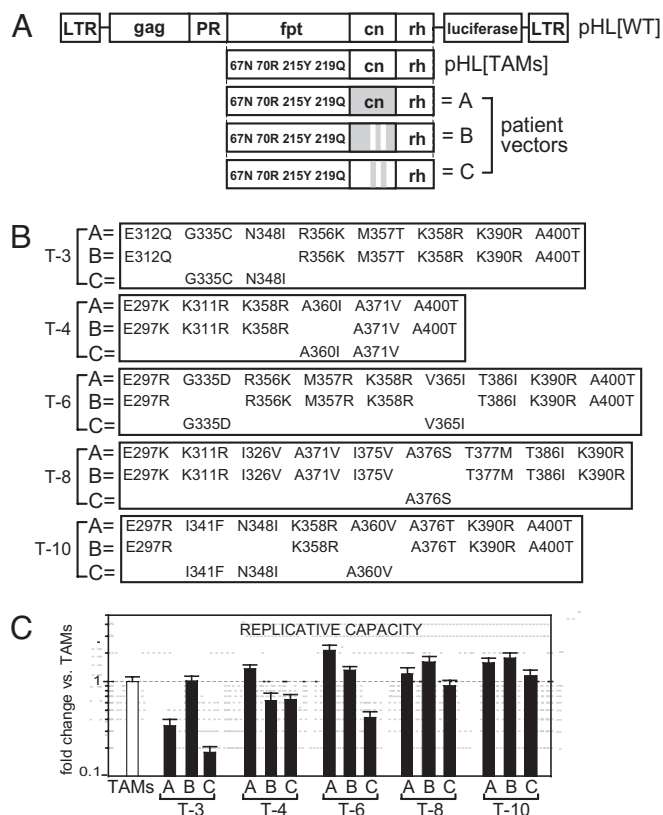 A
LTR gag PR fpt cn rh luciferase LTR pHL[WT]
67N 70R 215Y 219Q cn rh pHL[TAMs]
67N 70R 215Y 219Q cn rh = A
67N 70R 215Y 219Q rh = B
67N 70R 215Y 219Q rh = C
patient
vectors
B
T-3
A= E312Q G335C N348I R356K M357T K358R K390R A400T
B= E312Q R356K M357T K358R K390R A400T
C= G335C N348I
T-4
A= E297K K311R K358R A360I A371V A400T
B= E297K K311R K358R A371V A400T
C= A360I A371V
T-6
A= E297R G335D R356K M357R K358R V365I T386I K390R A400T
B= E297R R356K M357R K358R T386I K390R A400T
C= G335D V365I
T-8
A= E297K K311R I326V A371V I375V A376S T377M T386I K390R
B= E297K K311R I326V A371V I375V T377M T386I K390R
C= A376S
T-10
A= E297R I341F N348I K358R A360V A376T K390R A400T
B= E297R K358R A376T K390R A400T
C= I341F N348I A360V
C
REPLICATIVE CAPACITY
fold change vs. TAMs
1
0.1
TAMs A B C A B C A B C A B C A B C
T-3 T-4 T-6 T-8 T-10